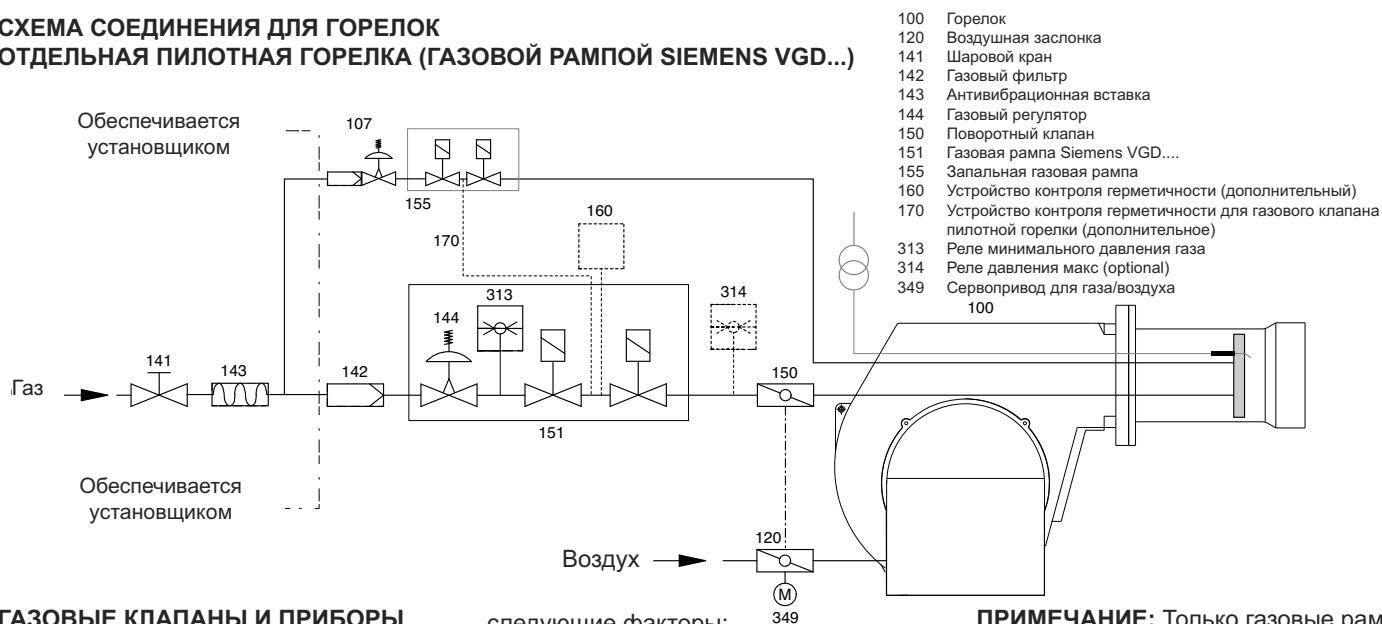 СХЕМА СОЕДИНЕНИЯ ДЛЯ ГОРЕЛОК
ОТДЕЛЬНАЯ ПИЛОТНАЯ ГОРЕЛКА (ГАЗОВОЙ РАМПОЙ SIEMENS VGD...)
100 Горелок
120 Воздушная заслонка
141 Шаровой кран
142 Газовый фильтр
143 Антивибрационная вставка
144 Газовый регулятор
150 Поворотный клапан
151 Газовая рампа Siemens VGD....
155 Запальная газовая рампа
160 Устройство контроля герметичности (дополнительный)
170 Устройство контроля герметичности для газового клапана
пилотной горелки (дополнительное)
313 Реле минимального давления газа
314 Реле давления макс (optional)
349 Сервопривод для газа/воздуха
Обеспечивается
установщиком
107
155
160
170
313
314
100
144
141
143
142
150
Газ
151
Обеспечивается
установщиком
120
Воздух
M
349
ГАЗОВЫЕ КЛАПАНЫ И ПРИБОРЫ
следующие факторы:
ПРИМЕЧАНИЕ: Только газовые рам